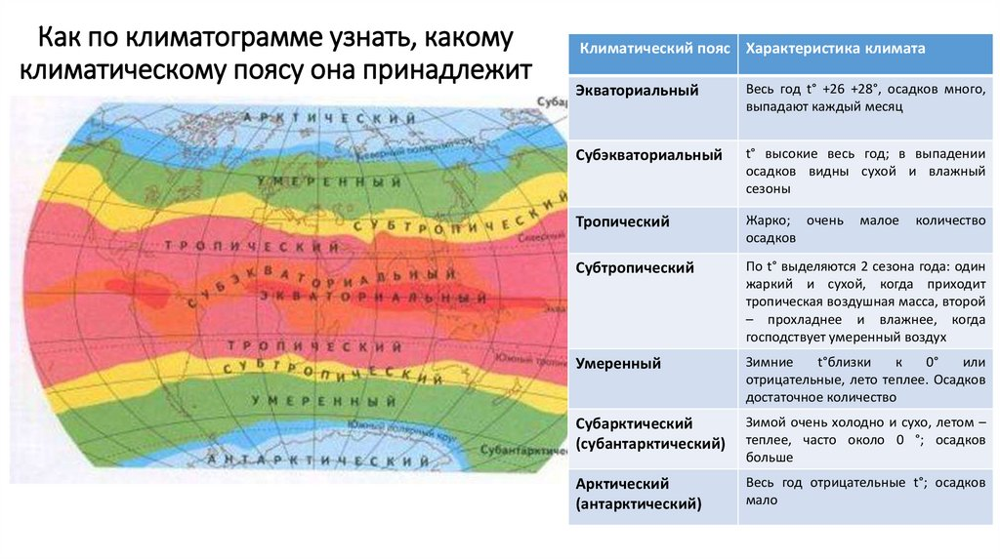 Как по климатограмме узнать, какому
климатическому поясу она принадлежит
Субар
АРКТИЧЕСКИЙ
Северный полярный круг
УМЕРЕННЫЙ
СУБТРОПИЧЕСКИЙ
Северный
ТРОПИЧЕСКИЙ
СУБЭКВАТОРИАЛЬНЫЙ
ЭКВАТОРИАЛЬНЫЙ
Эква
ТРОПИЧЕСКИЙ
Южный тропик
СУБТРОПИЧЕСКИЙ
УМЕРЕННЫЙ
Южный полярный круг
Субантарктичес
АНТАРКТИЧЕСКИЙ
Климатический пояс Характеристика климата
Экваториальный
Весь год t° +26 +28°, осадков много,
выпадают каждый месяц
Субэкваториальный
t° высокие весь год; в выпадении
осадков видны сухой и влажный
сезоны
Тропический
Жарко; очень малое количество
осадков
Субтропический
По t° выделяются 2 сезона года: один
жаркий и сухой, когда приходит
тропическая воздушная масса, второй
– прохладнее и влажнее, когда
господствует умеренный воздух
Умеренный
Зимние t°близки к 0° или
отрицательные, лето теплее. Осадков
достаточное количество
Субарктический
(субантарктический)
Зимой очень холодно и сухо, летом –
теплее, часто около 0 °; осадков
больше
Арктический
(антарктический)
Весь год отрицательные t°; осадков
мало